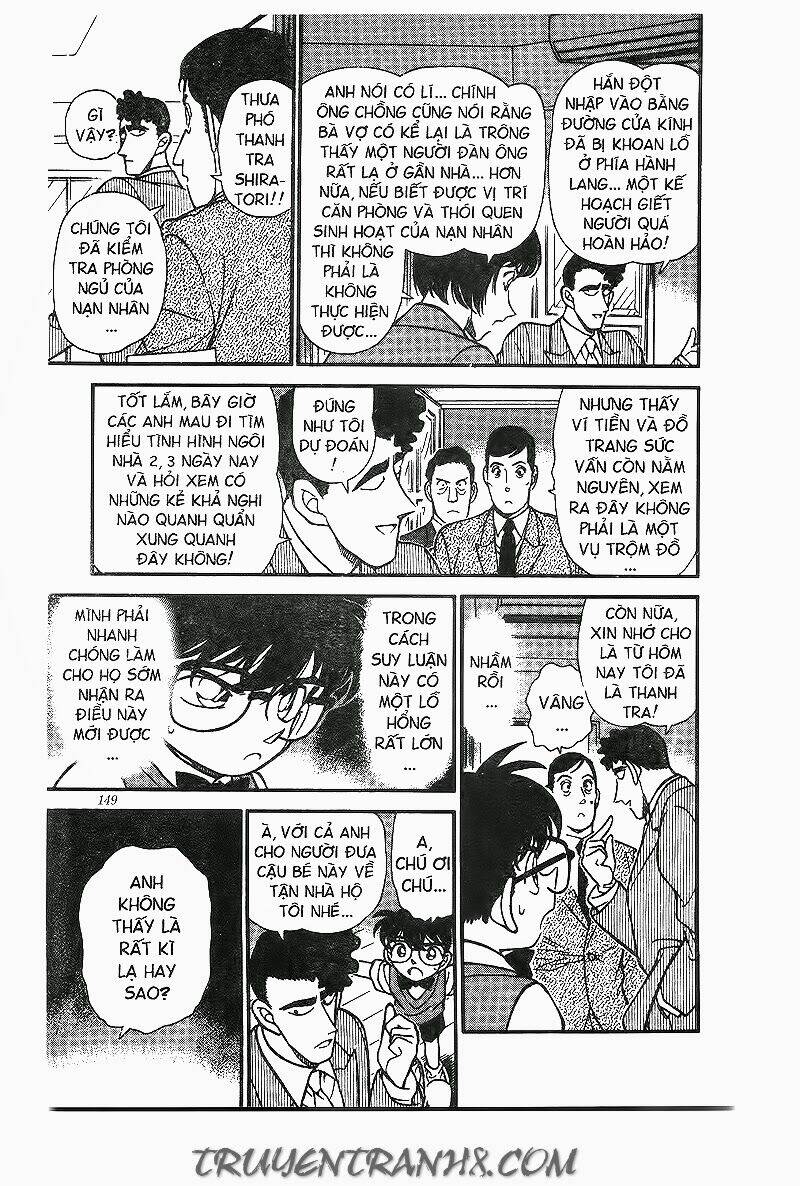 HẮN ĐỘT
NHẬP VÀO BẰNG
ĐƯỜNG CỬA KÍNH
ĐÃ BỊ KHOAN LỖ
Ở PHÍA HÀNH
LANG... MỘT KẾ
HOẠCH GIẾT
NGƯỜI QUÁ
HOÀN HẢO!
ANH NÓI CÓ LÍ... CHÍNH
ÔNG CHỒNG CŨNG NÓI RẰNG
BÀ VỢ CÓ KỂ LẠI LÀ TRÔNG
THẤY MỘT NGƯỜI ĐÀN ÔNG
RẤT LẠ Ở GẦN NHÀ... HƠN
NỮA, NẾU BIẾT ĐƯỢC VỊ TRÍ
CĂN PHÒNG VÀ THÓI QUEN
SINH HOẠT CỦA NẠN NHÂN
THÌ KHÔNG
PHẢI LÀ
KHÔNG
THỰC HIỆN
ĐƯỢC...
THƯA
PHÓ
THANH
TRA
SHIRA-
TORI!!
GÌ
VẬY?
CHÚNG TÔI
ĐÃ KIỂM
TRA PHÒNG
NGỦ CỦA
NẠN NHÂN
...
NHƯNG THẤY
VÍ TIỀN VÀ ĐỒ
TRANG SỨC
VẪN CÒN NẰM
NGUYÊN, XEM
RA ĐÂY KHÔNG
PHẢI LÀ MỘT
VỤ TRỘM ĐỒ
...
ĐÚNG
NHƯ TÔI
DỰ ĐOÁN
!
TỐT LẮM, BÂY GIỜ
CÁC ANH MAU ĐI TÌM
HIỂU TÌNH HÌNH NGÔI
NHÀ 2, 3 NGÀY NAY
VÀ HỎI XEM CÓ
NHỮNG KẺ KHẢ NGHI
NÀO QUANH QUẨN
XUNG QUANH
ĐÂY KHÔNG!
CÒN NỮA,
XIN NHỚ CHO
LÀ TỪ HÔM
NAY TÔI ĐÃ
LÀ THANH
TRA!
VÂNG
...
NHẦM
RỒI
...
TRONG
CÁCH
SUY LUẬN
NÀY CÓ
MỘT LỖ
HỔNG
RẤT LỚN
...
MÌNH PHẢI
NHANH
CHÓNG LÀM
CHO HỌ SỚM
NHẬN RA
ĐIỀU NÀY
MỚI ĐƯỢC
...
149
A,
CHÚ ƠI
CHÚ...
À, VỚI CẢ ANH
CHO NGƯỜI ĐƯA
CẬU BÉ NÀY VỀ
TẬN NHÀ HỘ
TÔI NHÉ...
ANH
KHÔNG
THẤY LÀ
RẤT KÌ
LẠ HAY
SAO?
TRUYENTRANH8.COM